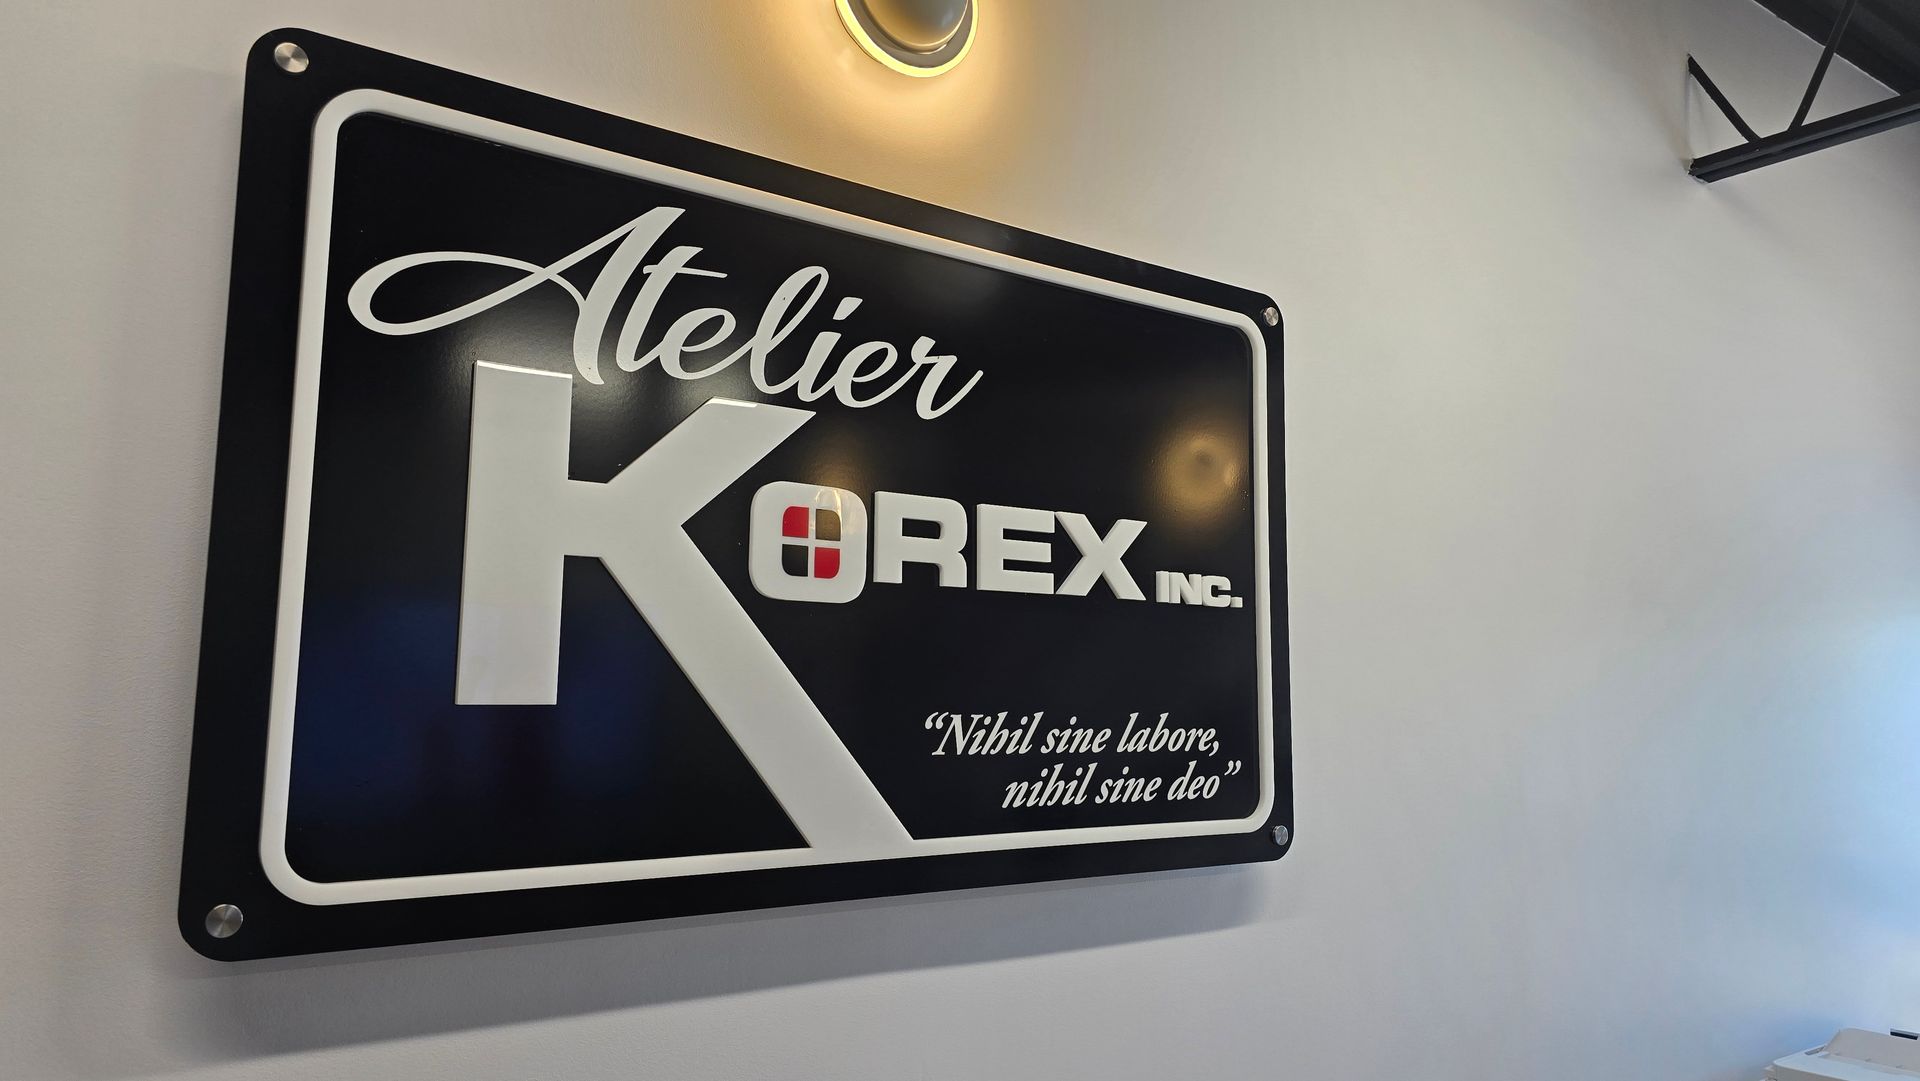 Atelier
KOREX INC.
“Nihil sine labore,
nihil sine deo”